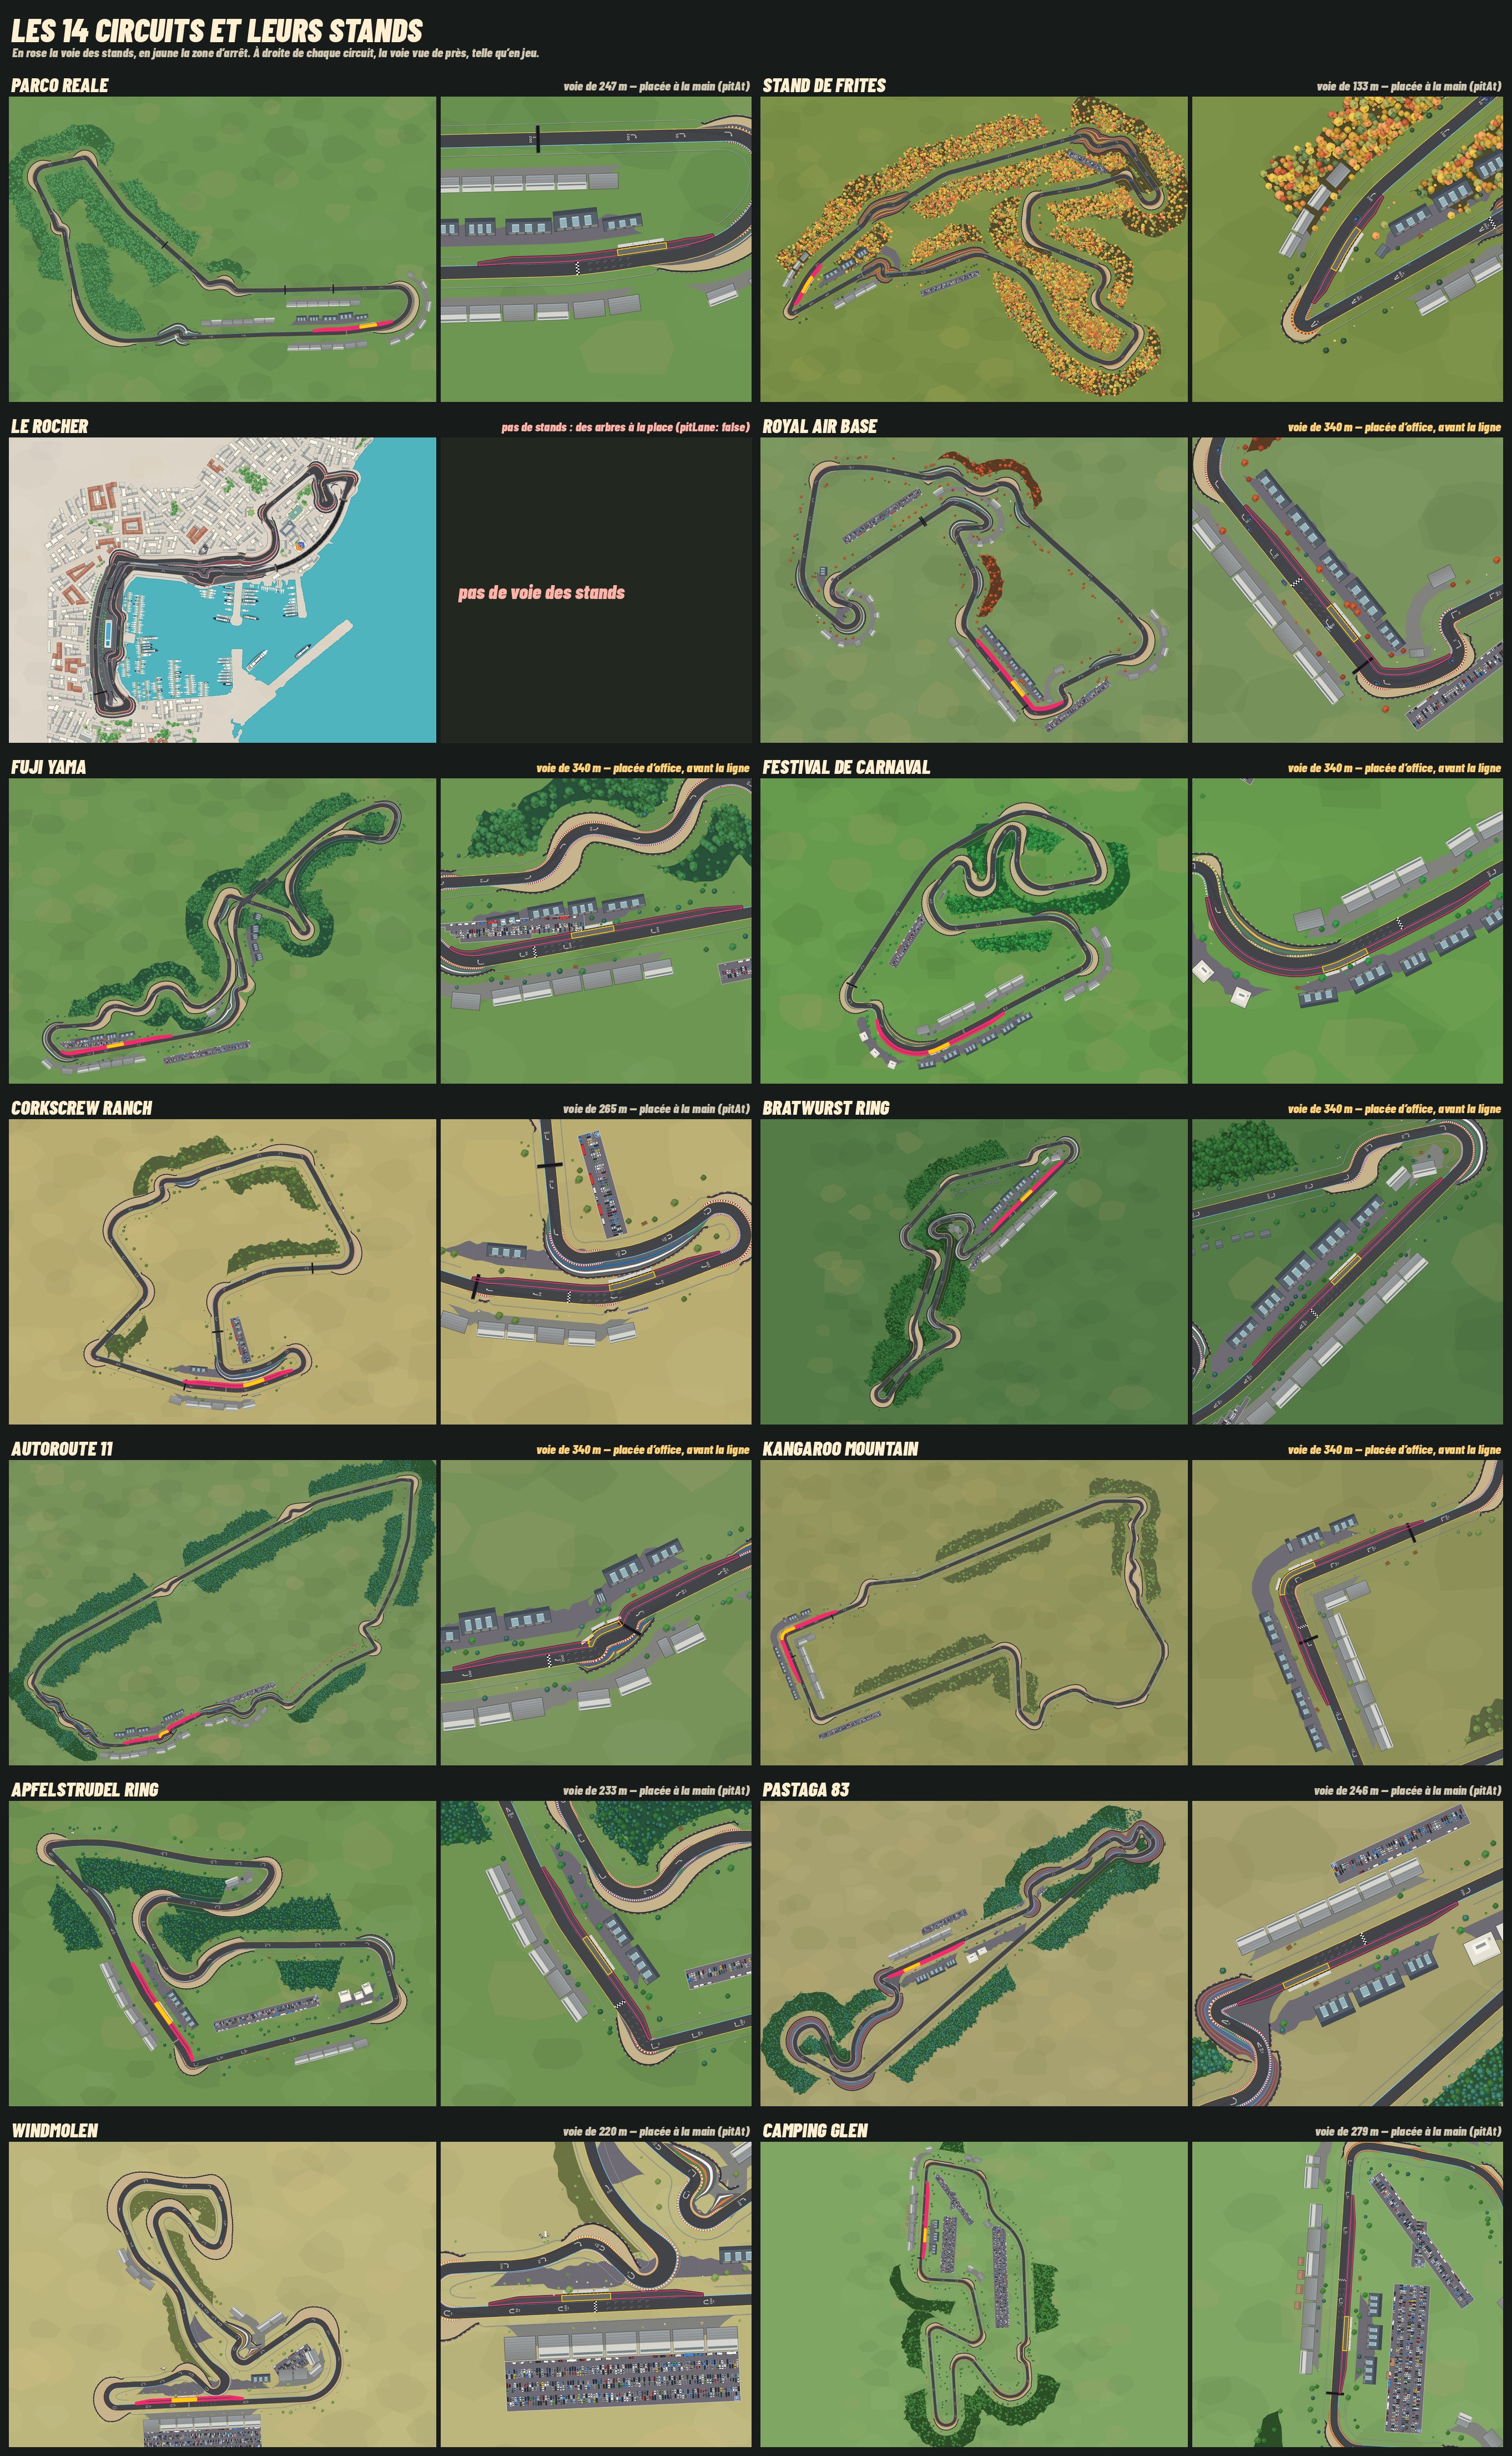 LES 14 CIRCUITS ET LEURS STANDS
En rose la voie des stands, en jaune la zone d'arrêt. À droite de chaque circuit, la voie vue de près, telle qu'en jeu.
PARCO REALE
voie de 247 m – placée à la main (pitAt)
STAND DE FRITES
voie de 133 m – placée à la main (pitAt)
LE ROCHER
pas de stands : des arbres à la place (pitLane: false)
pas de voie des stands
ROYAL AIR BASE
voie de 340 m – placée d'office, avant la ligne
FUJI YAMA
voie de 340 m – placée d'office, avant la ligne
FESTIVAL DE CARNAVAL
voie de 340 m – placée d'office, avant la ligne
CORKSCREW RANCH
voie de 265 m – placée à la main (pitAt)
BRATWURST RING
voie de 340 m – placée d'office, avant la ligne
AUTOROUTE 11
voie de 340 m – placée d'office, avant la ligne
KANGAROO MOUNTAIN
voie de 340 m – placée d'office, avant la ligne
APFELSTRUDEL RING
voie de 233 m – placée à la main (pitAt)
PASTAGA 83
voie de 246 m – placée à la main (pitAt)
WINDMOLEN
voie de 220 m – placée à la main (pitAt)
CAMPING GLEN
voie de 279 m – placée à la main (pitAt)